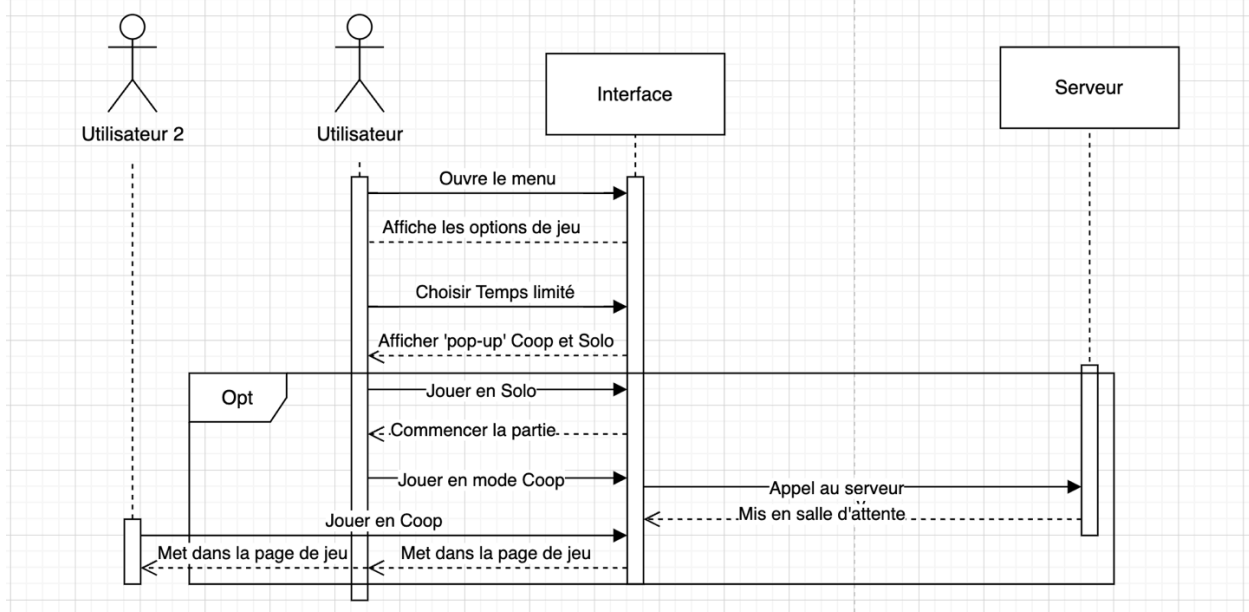 Utilisateur 2
Utilisateur
Interface
Serveur
Ouvre le menu
Affiche les options de jeu
Choisir Temps limité
Afficher 'pop-up' Coop et Solo
Opt
Jouer en Solo
Commencer la partie
Jouer en mode Coop
Appel au serveur
Mis en salle d'attente
Jouer en Coop
Met dans la page de jeu
Met dans la page de jeu